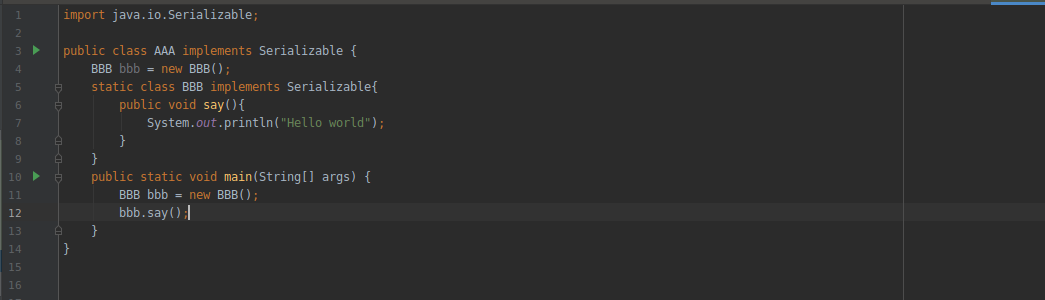 1 import java.io.Serializable;
2
3 public class AAA implements Serializable {
4 BBB bbb = new BBB();
5 static class BBB implements Serializable{
6 public void say(){
7 System.out.println("Hello world");
8 }
9 }
10 public static void main(String[] args) {
11 BBB bbb = new BBB();
12 bbb.say();
13 }
14 }
15
16